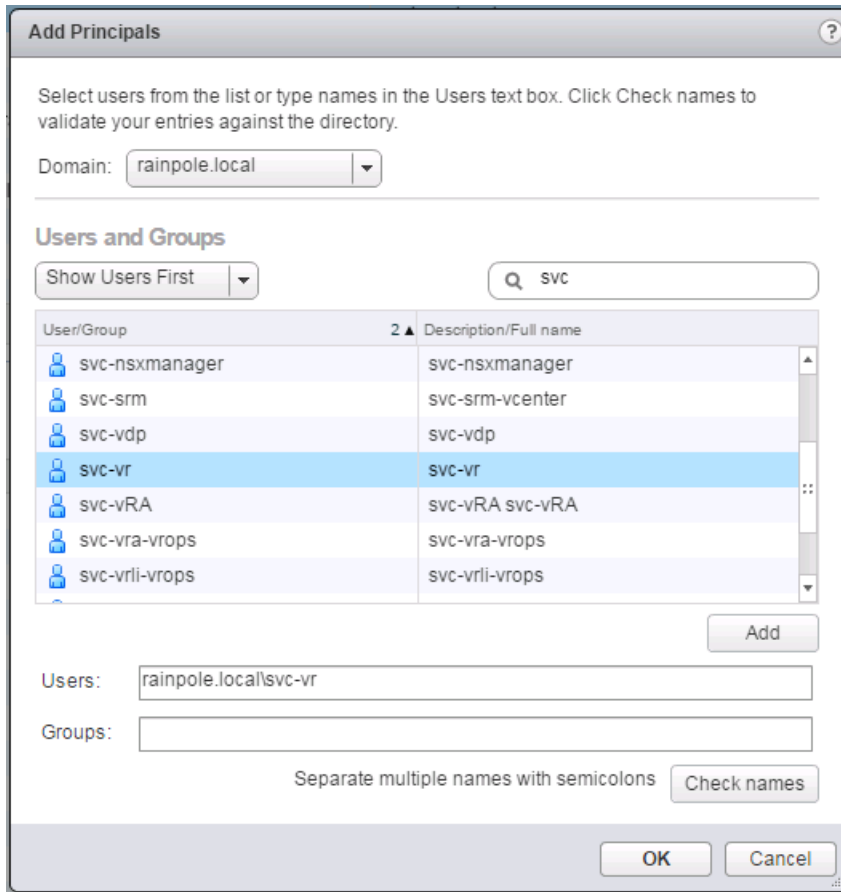 Add Principals ?
Select users from the list or type names in the Users text box. Click Check names to
validate your entries against the directory.
Domain: rainpole.local
Users and Groups
Show Users First svc
User/Group 2 ▲ Description/Full name
svc-nsxmanager svc-nsxmanager
svc-srm svc-srm-vcenter
svc-vdp svc-vdp
svc-vr svc-vr
svc-vRA svc-vRA svc-vRA
svc-vra-vrops svc-vra-vrops
svc-vrli-vrops svc-vrli-vrops
Add
Users: rainpole.local\svc-vr
Groups:
Separate multiple names with semicolons Check names
OK Cancel